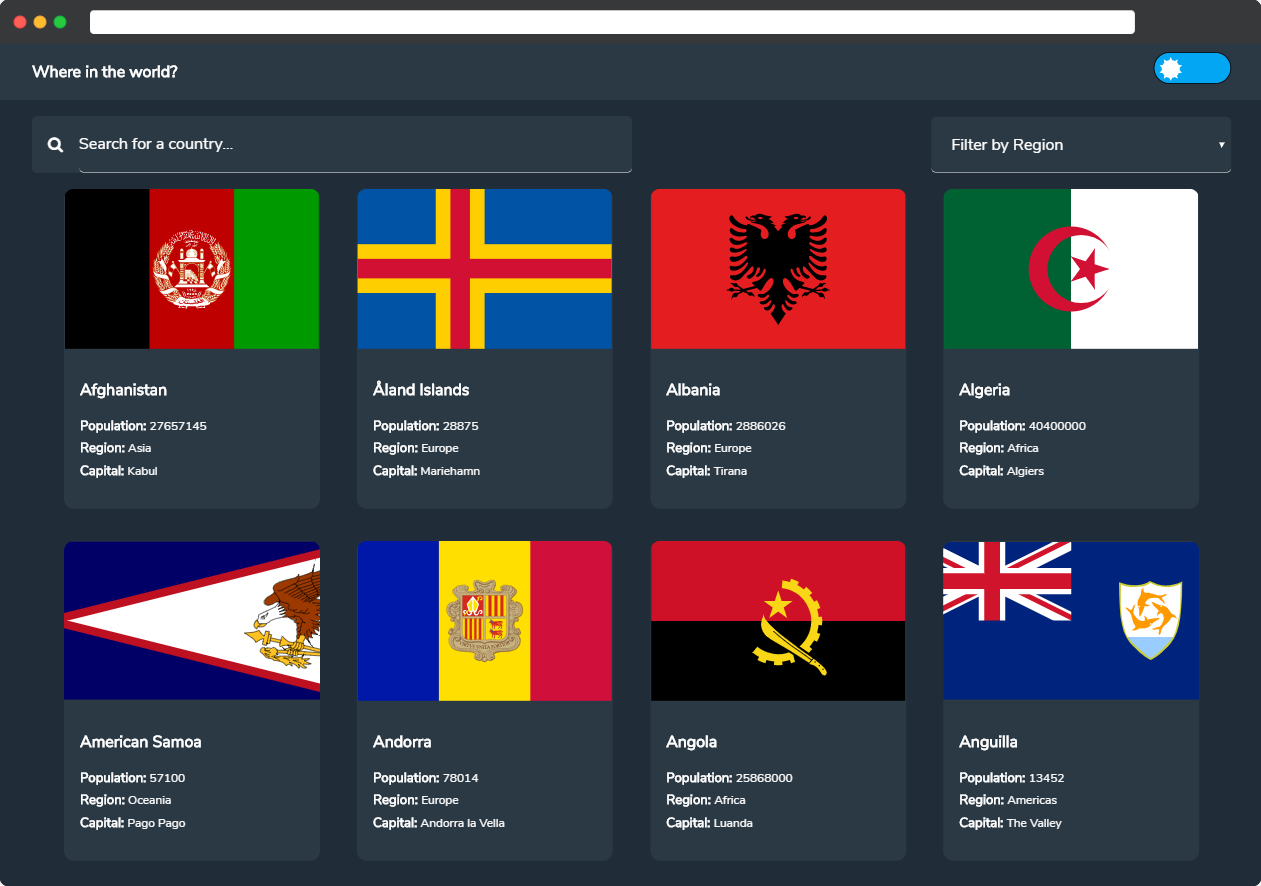 Where in the world?
Search for a country...
Filter by Region
Afghanistan
Population: 27657145
Region: Asia
Capital: Kabul
Åland Islands
Population: 28875
Region: Europe
Capital: Mariehamn
Albania
Population: 2886026
Region: Europe
Capital: Tirana
Algeria
Population: 40400000
Region: Africa
Capital: Algiers
American Samoa
Population: 57100
Region: Oceania
Capital: Pago Pago
Andorra
Population: 78014
Region: Europe
Capital: Andorra la Vella
Angola
Population: 25868000
Region: Africa
Capital: Luanda
Anguilla
Population: 13452
Region: Americas
Capital: The Valley